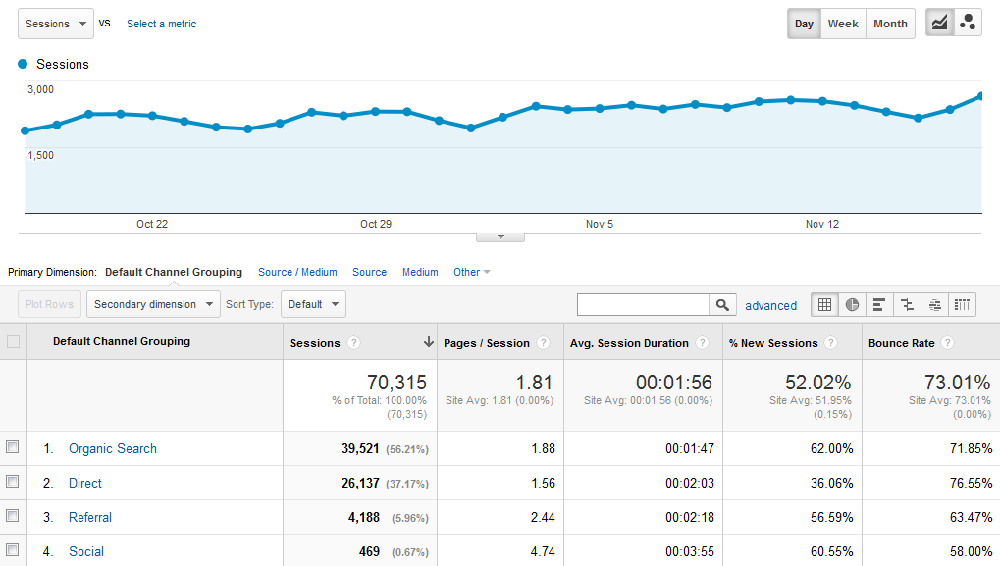 Sessions vs. Select a metric Day Week Month
Sessions
3,000
1,500
Oct 22 Oct 29 Nov 5 Nov 12
Primary Dimension: Default Channel Grouping Source / Medium Source Medium Other
Plot Rows Secondary dimension Sort Type: Default advanced
Default Channel Grouping Sessions ? Pages / Session ? Avg. Session Duration ? % New Sessions ? Bounce Rate ?
70,315 1.81 00:01:56 52.02% 73.01%
% of Total: 100.00% Site Avg: 1.81 (0.00%) Site Avg: 00:01:56 (0.00%) Site Avg: 51.95% Site Avg: 73.01%
(70,315) (0.15%) (0.00%)
1. Organic Search 39,521 (56.21%) 1.88 00:01:47 62.00% 71.85%
2. Direct 26,137 (37.17%) 1.56 00:02:03 36.06% 76.55%
3. Referral 4,188 (5.96%) 2.44 00:02:18 56.59% 63.47%
4. Social 469 (0.67%) 4.74 00:03:55 60.55% 58.00%